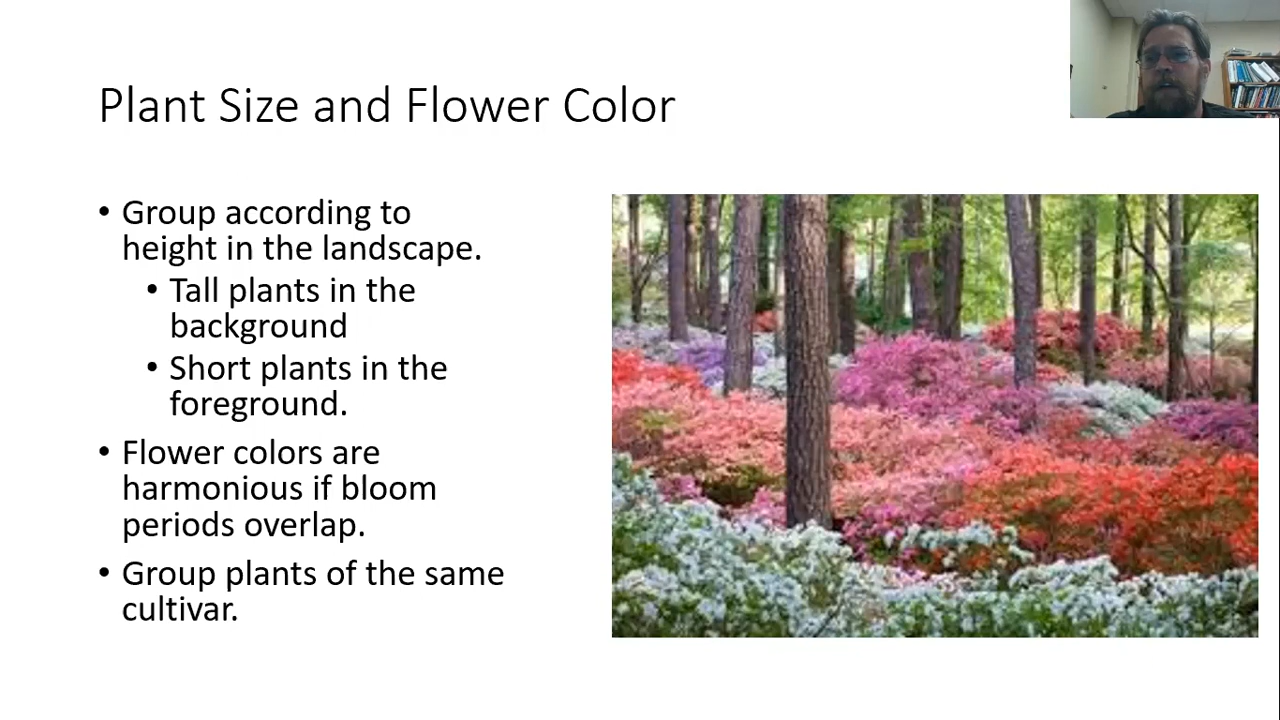 Plant Size and Flower Color
• Group according to
height in the landscape.
• Tall plants in the
background
• Short plants in the
foreground.
• Flower colors are
harmonious if bloom
periods overlap.
• Group plants of the same
cultivar.